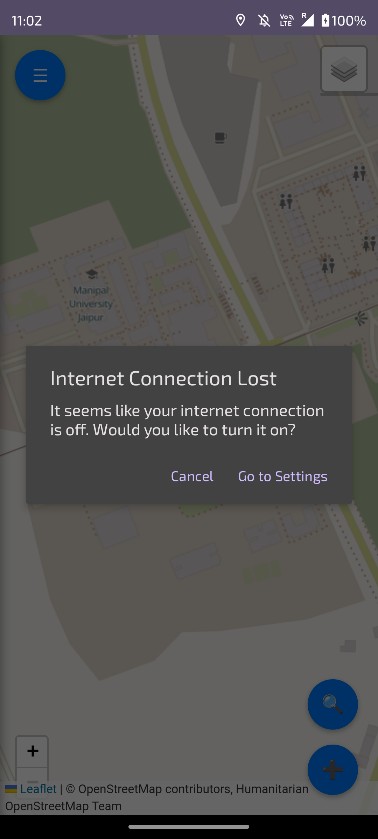 11:02
Vo
LTE
R
100%
Manipal
University
Jaipur
Internet Connection Lost
It seems like your internet connection
is off. Would you like to turn it on?
Cancel
Go to Settings
+
−
Leaflet | © OpenStreetMap contributors, Humanitarian
OpenStreetMap Team